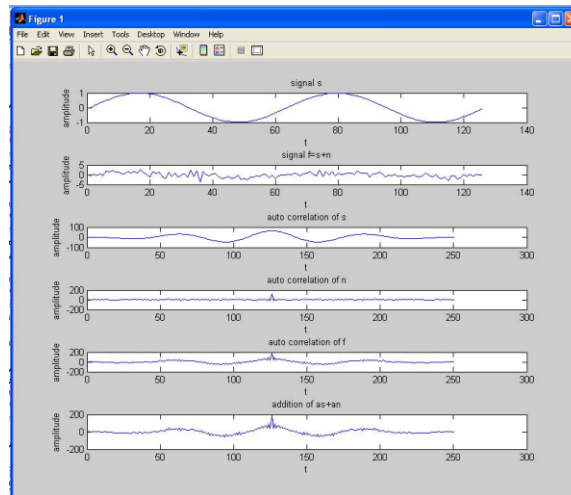 Figure 1
File Edit View Insert Tools Desktop Window Help
signal s
amplitude
1
0
-1
0 20 40 60 80 100 120 140
t
signal f=s+n
amplitude
5
0
-5
0 20 40 60 80 100 120 140
t
auto correlation of s
amplitude
100
0
-100
0 50 100 150 200 250 300
t
auto correlation of n
amplitude
200
0
-200
0 50 100 150 200 250 300
t
auto correlation of f
amplitude
200
0
-200
0 50 100 150 200 250 300
t
addition of as+an
amplitude
200
0
-200
0 50 100 150 200 250 300
t